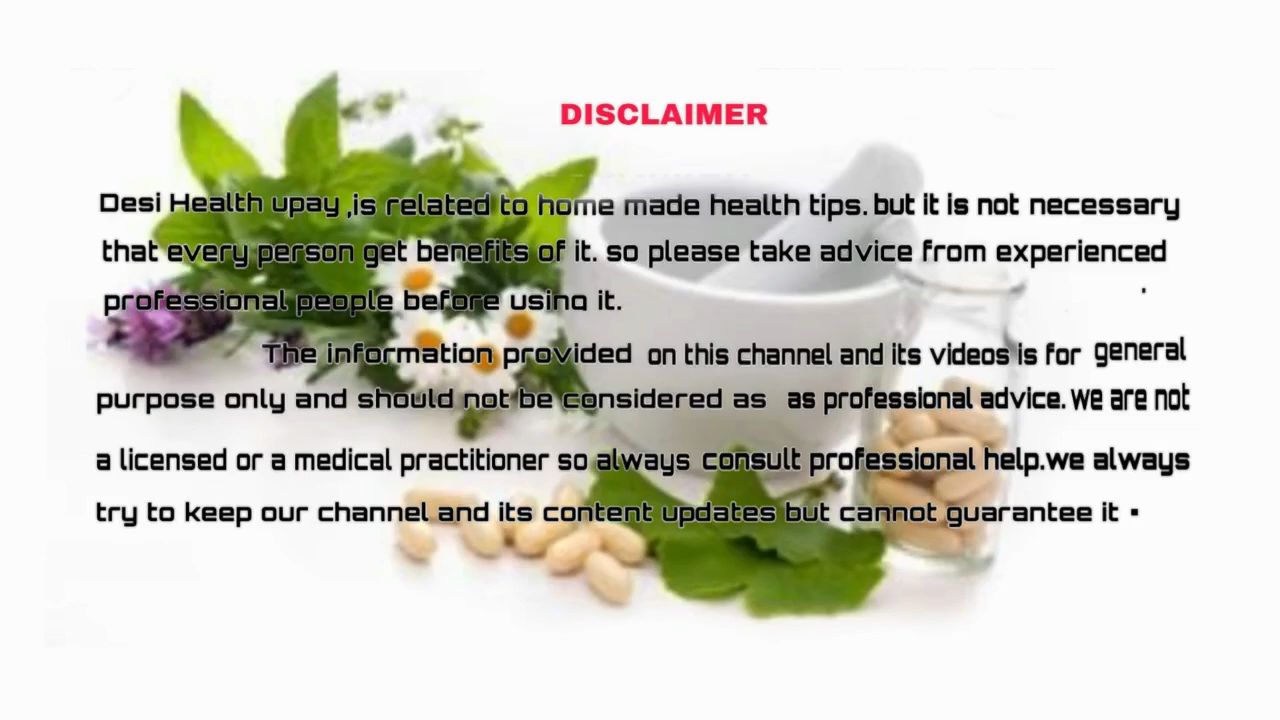 DISCLAIMER
Desi Health upay ,is related to home made health tips. but it is not necessary
that every person get benefits of it. so please take advice from experienced
professional people before using it.
The information provided on this channel and its videos is for general
purpose only and should not be considered as as professional advice. we are not
a licensed or a medical practitioner so always consult professional help.we always
try to keep our channel and its content updates but cannot guarantee it .